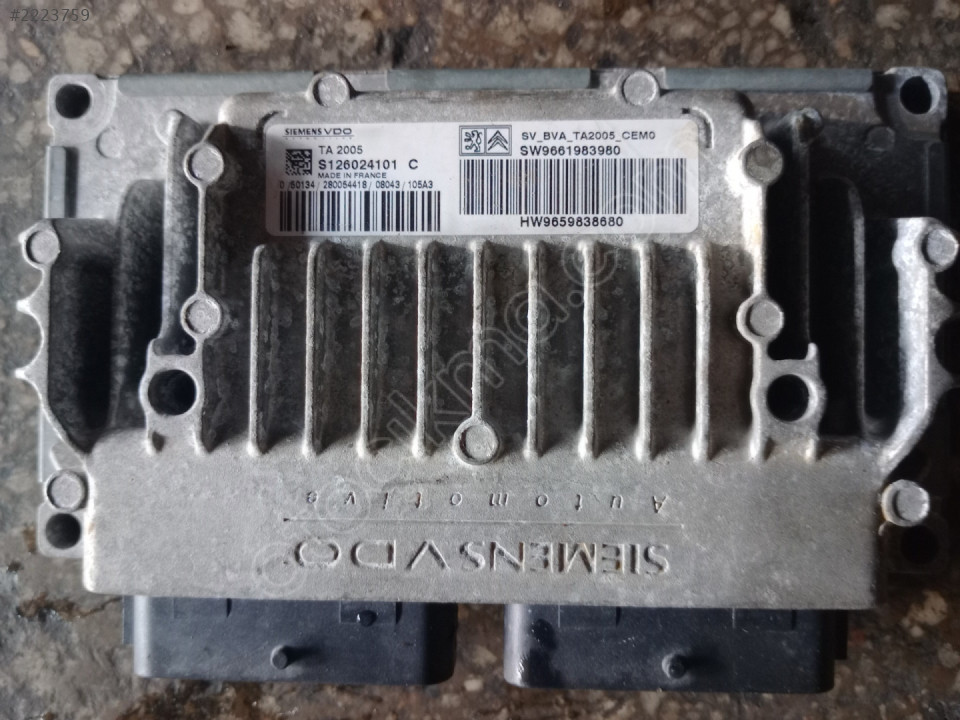 #2223759
SIEMENS VDO
TA 2005
S126024101 C
MADE IN FRANCE
0 /60134/ 280054418 / 08043/ 105A3
SV_BVA_TA2005_CEM0
SW9661983980
HW9659838680
Automotive
SIEMENS VDO